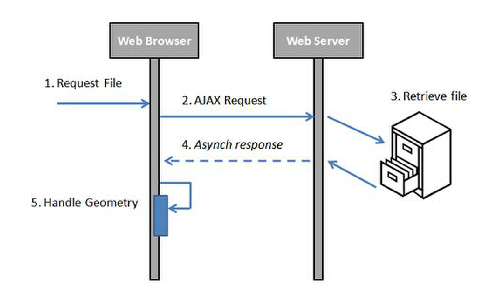 Web Browser
Web Server
1. Request File
2. AJAX Request
3. Retrieve file
4. Asynch response
5. Handle Geometry